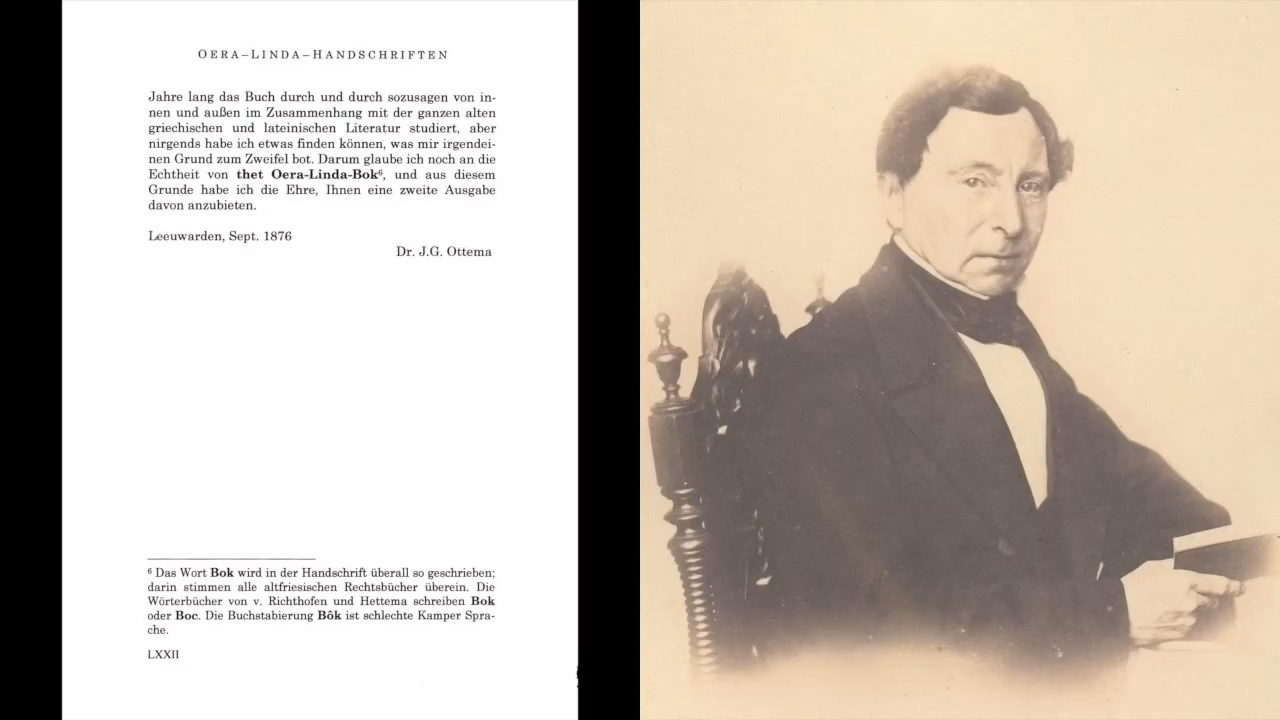 OERA–LINDA–HANDSCHRIFTEN
Jahre lang das Buch durch und durch sozusagen von in-
nen und außen im Zusammenhang mit der ganzen alten
griechischen und lateinischen Literatur studiert, aber
nirgends habe ich etwas finden können, was mir irgendei-
nen Grund zum Zweifel bot. Darum glaube ich noch an die
Echtheit von thet Oera-Linda-Bok⁶, und aus diesem
Grunde habe ich die Ehre, Ihnen eine zweite Ausgabe
davon anzubieten.
Leeuwarden, Sept. 1876
Dr. J.G. Ottema
⁶ Das Wort Bok wird in der Handschrift überall so geschrieben;
darin stimmen alle altfriesischen Rechtsbücher überein. Die
Wörterbücher von v. Richthofen und Hettema schreiben Bok
oder Boc. Die Buchstabierung Bôk ist schlechte Kamper Spra-
che.
LXXII